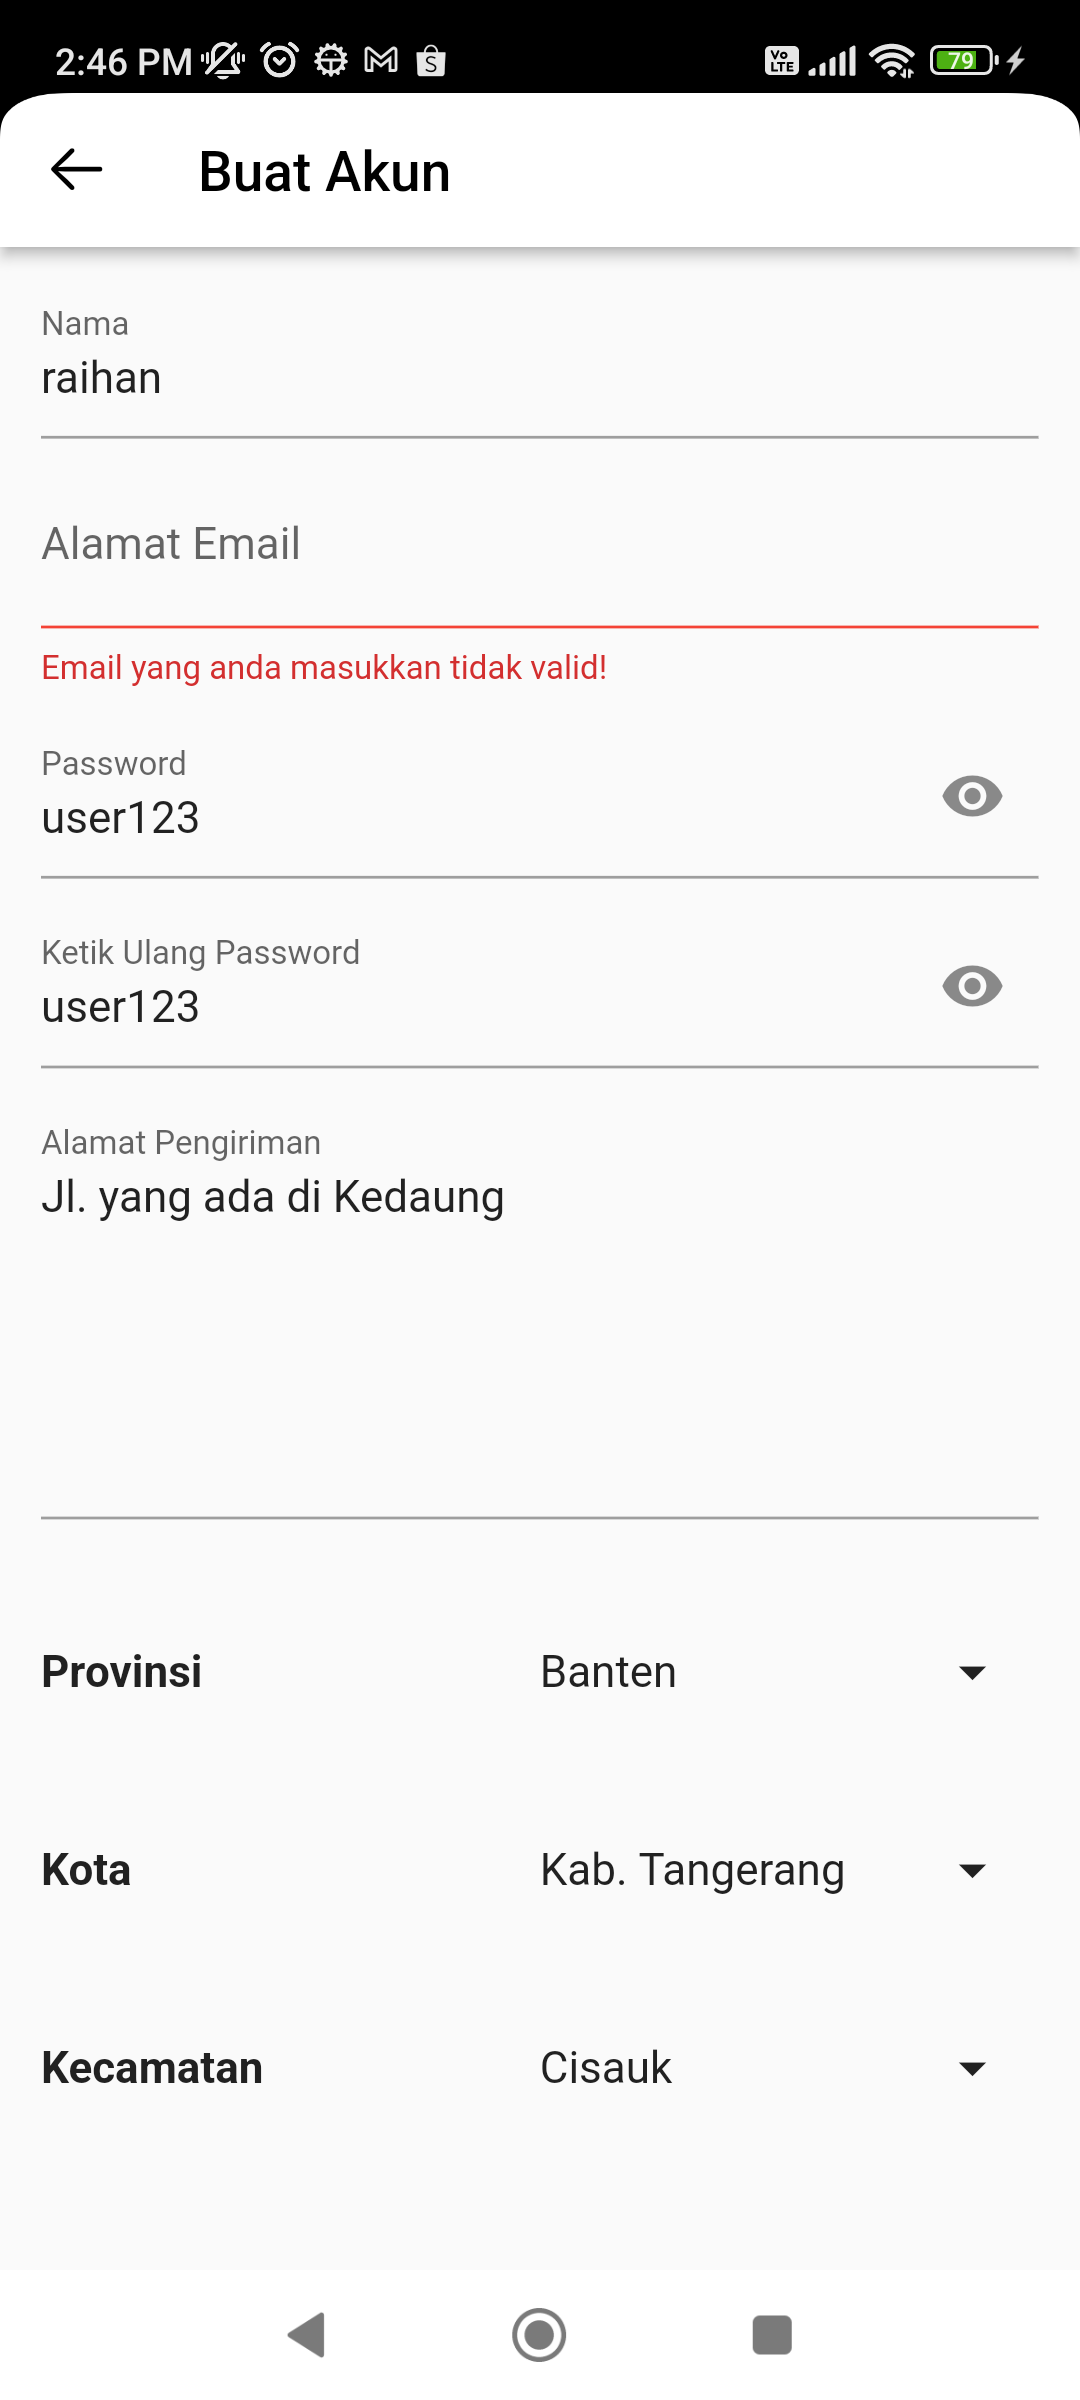 2:46 PM
Vo LTE
79
Buat Akun
Nama
raihan
Alamat Email
Email yang anda masukkan tidak valid!
Password
user123
Ketik Ulang Password
user123
Alamat Pengiriman
Jl. yang ada di Kedaung
Provinsi Banten
Kota Kab. Tangerang
Kecamatan Cisauk